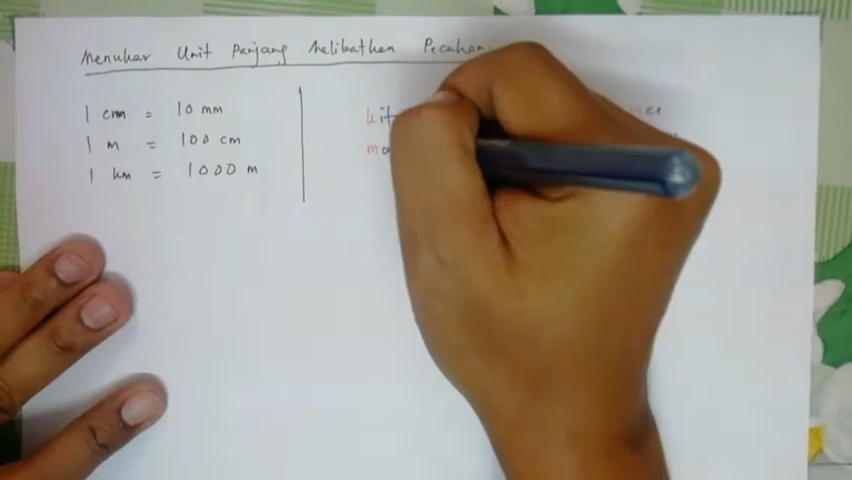 Menukar Unit Panjang Melibatkan Pecahan
1 cm = 10 mm
1 m = 100 cm
1 km = 1000 m